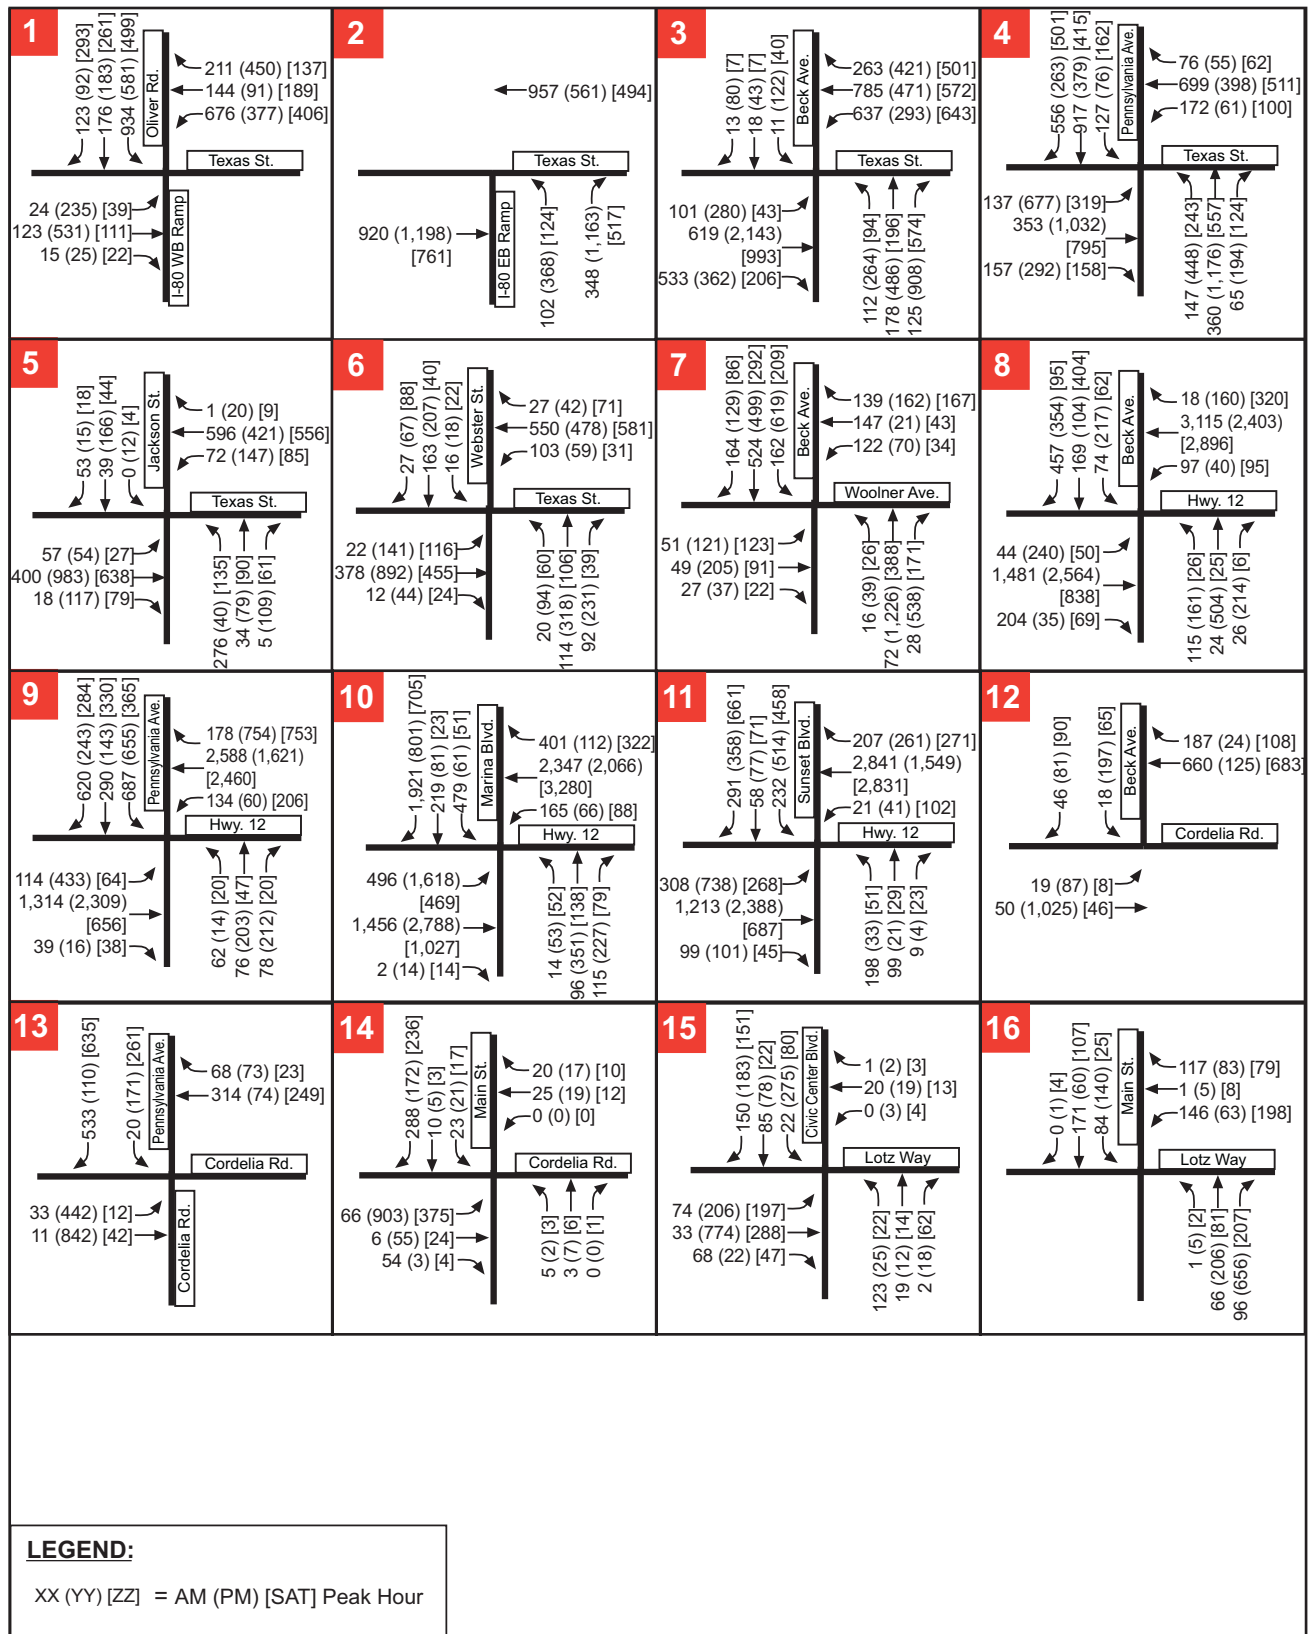 1
123 (92) [293]
176 (183) [261]
934 (581) [499]
Oliver Rd.
211 (450) [137]
144 (91) [189]
676 (377) [406]
Texas St.
24 (235) [39]
123 (531) [111]
15 (25) [22]
I-80 WB Ramp
2
957 (561) [494]
Texas St.
920 (1,198)
[761]
I-80 EB Ramp
102 (368) [124]
348 (1,163)
[517]
3
13 (80) [7]
18 (43) [7]
11 (122) [40]
Beck Ave.
263 (421) [501]
785 (471) [572]
637 (293) [643]
Texas St.
101 (280) [43]
619 (2,143)
[993]
533 (362) [206]
112 (264) [94]
178 (486) [196]
125 (908) [574]
4
556 (263) [501]
917 (379) [415]
127 (76) [162]
Pennsylvania Ave.
76 (55) [62]
699 (398) [511]
172 (61) [100]
Texas St.
137 (677) [319]
353 (1,032)
[795]
157 (292) [158]
147 (448) [243]
360 (1,176) [557]
65 (194) [124]
5
53 (15) [18]
39 (166) [44]
0 (12) [4]
Jackson St.
1 (20) [9]
596 (421) [556]
72 (147) [85]
Texas St.
57 (54) [27]
400 (983) [638]
18 (117) [79]
276 (40) [135]
34 (79) [90]
5 (109) [61]
6
27 (67) [88]
163 (207) [40]
16 (18) [22]
Webster St.
27 (42) [71]
550 (478) [581]
103 (59) [31]
Texas St.
22 (141) [116]
378 (892) [455]
12 (44) [24]
20 (94) [60]
114 (318) [106]
92 (231) [39]
7
164 (129) [86]
524 (499) [292]
162 (619) [209]
Beck Ave.
139 (162) [167]
147 (21) [43]
122 (70) [34]
Woolner Ave.
51 (121) [123]
49 (205) [91]
27 (37) [22]
16 (39) [26]
72 (1,226) [388]
28 (538) [171]
8
457 (354) [95]
169 (104) [404]
74 (217) [62]
Beck Ave.
18 (160) [320]
3,115 (2,403)
[2,896]
97 (40) [95]
Hwy. 12
44 (240) [50]
1,481 (2,564)
[838]
204 (35) [69]
115 (161) [26]
24 (504) [25]
26 (214) [6]
9
620 (243) [284]
290 (143) [330]
687 (655) [365]
Pennsylvania Ave.
178 (754) [753]
2,588 (1,621)
[2,460]
134 (60) [206]
Hwy. 12
114 (433) [64]
1,314 (2,309)
[656]
39 (16) [38]
62 (14) [20]
76 (203) [47]
78 (212) [20]
10
1,921 (801) [705]
219 (81) [23]
479 (61) [51]
Marina Blvd.
401 (112) [322]
2,347 (2,066)
[3,280]
165 (66) [88]
Hwy. 12
496 (1,618)
[469]
1,456 (2,788)
[1,027]
2 (14) [14]
14 (53) [52]
96 (351) [138]
115 (227) [79]
11
291 (358) [661]
58 (77) [71]
232 (514) [458]
Sunset Blvd.
207 (261) [271]
2,841 (1,549)
[2,831]
21 (41) [102]
Hwy. 12
308 (738) [268]
1,213 (2,388)
[687]
99 (101) [45]
198 (33) [51]
99 (21) [29]
9 (4) [23]
12
46 (81) [90]
18 (197) [65]
Beck Ave.
187 (24) [108]
660 (125) [683]
Cordelia Rd.
19 (87) [8]
50 (1,025) [46]
13
533 (110) [635]
20 (171) [261]
Pennsylvania Ave.
68 (73) [23]
314 (74) [249]
Cordelia Rd.
33 (442) [12]
11 (842) [42]
Cordelia Rd.
14
288 (172) [236]
10 (5) [3]
23 (21) [17]
Main St.
20 (17) [10]
25 (19) [12]
0 (0) [0]
Cordelia Rd.
66 (903) [375]
6 (55) [24]
54 (3) [4]
5 (2) [3]
3 (7) [6]
0 (0) [1]
15
150 (183) [151]
85 (78) [22]
22 (275) [80]
Civic Center Blvd.
1 (2) [3]
20 (19) [13]
0 (3) [4]
Lotz Way
74 (206) [197]
33 (774) [288]
68 (22) [47]
123 (25) [22]
19 (12) [14]
2 (18) [62]
16
0 (1) [4]
171 (60) [107]
84 (140) [25]
Main St.
117 (83) [79]
1 (5) [8]
146 (63) [198]
Lotz Way
1 (5) [2]
66 (206) [81]
96 (656) [207]
LEGEND:
XX (YY) [ZZ] = AM (PM) [SAT] Peak Hour